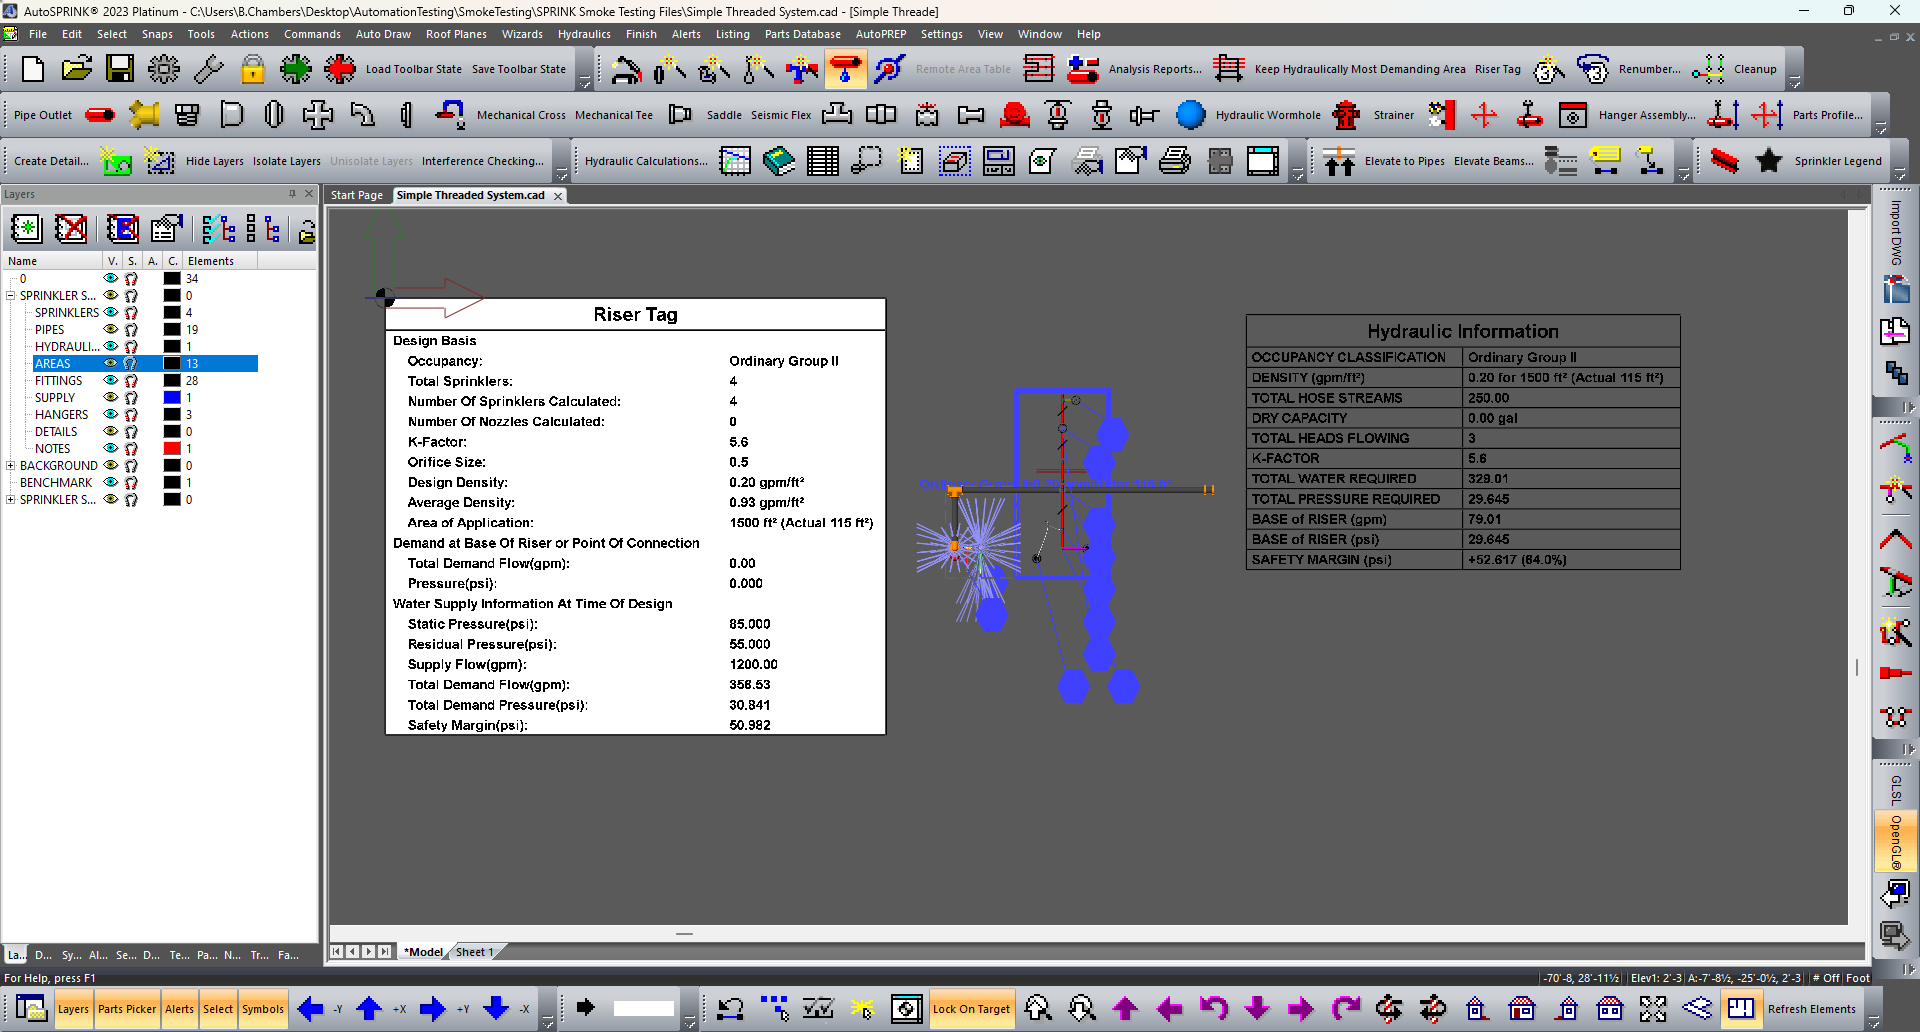 AutoSPRINK® 2023 Platinum - C:\Users\B.Chambers\Desktop\AutomationTesting\SmokeTesting\SPRINK Smoke Testing Files\Simple Threaded System.cad - [Simple Threade]
File Edit Select Snaps Tools Actions Commands Auto Draw Roof Planes Wizards Hydraulics Finish Alerts Listing Parts Database AutoPREP Settings View Window Help
Load Toolbar State Save Toolbar State Remote Area Table Analysis Reports... Keep Hydraulically Most Demanding Area Riser Tag Renumber... Cleanup
Pipe Outlet Mechanical Cross Mechanical Tee Saddle Seismic Flex Hydraulic Wormhole Strainer Hanger Assembly... Parts Profile...
Create Detail... Hide Layers Isolate Layers Unisolate Layers Interference Checking... Hydraulic Calculations... Elevate to Pipes Elevate Beams... Sprinkler Legend
Layers
Start Page Simple Threaded System.cad
Name V. S. A. C. Elements
0 34
SPRINKLER S... 0
SPRINKLERS 4
PIPES 19
HYDRAULI... 1
AREAS 13
FITTINGS 28
SUPPLY 1
HANGERS 3
DETAILS 0
NOTES 1
BACKGROUND 0
BENCHMARK 1
SPRINKLER S... 0
Riser Tag
Design Basis
Occupancy: Ordinary Group II
Total Sprinklers: 4
Number Of Sprinklers Calculated: 4
Number Of Nozzles Calculated: 0
K-Factor: 5.6
Orifice Size: 0.5
Design Density: 0.20 gpm/ft²
Average Density: 0.93 gpm/ft²
Area of Application: 1500 ft² (Actual 115 ft²)
Demand at Base Of Riser or Point Of Connection
Total Demand Flow(gpm): 0.00
Pressure(psi): 0.000
Water Supply Information At Time Of Design
Static Pressure(psi): 85.000
Residual Pressure(psi): 55.000
Supply Flow(gpm): 1200.00
Total Demand Flow(gpm): 356.53
Total Demand Pressure(psi): 30.841
Safety Margin(psi): 50.982
Hydraulic Information
OCCUPANCY CLASSIFICATION Ordinary Group II
DENSITY (gpm/ft²) 0.20 for 1500 ft² (Actual 115 ft²)
TOTAL HOSE STREAMS 250.00
DRY CAPACITY 0.00 gal
TOTAL HEADS FLOWING 3
K-FACTOR 5.6
TOTAL WATER REQUIRED 329.01
TOTAL PRESSURE REQUIRED 29.645
BASE of RISER (gpm) 79.01
BASE of RISER (psi) 29.645
SAFETY MARGIN (psi) +52.617 (64.0%)
Import DWG
GLSL
OpenGL®
La... D... Sy... Al... Se... D... Te... Pa... N... Tr... Fa...
*Model Sheet 1
For Help, press F1
-70'-8, 28'-11½ Elev1: 2'-3 A:-7'-8½, -25'-0½, 2'-3 # Off Foot
Layers Parts Picker Alerts Select Symbols -Y +X +Y -X Lock On Target Refresh Elements